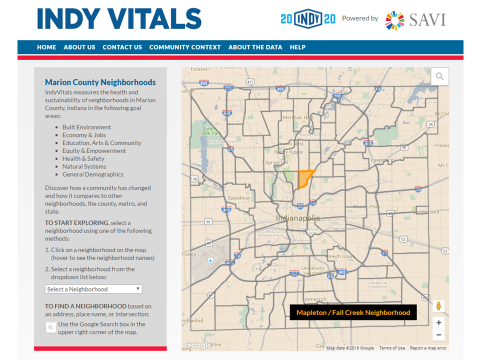 INDY VITALS
20 INDY 20
Powered by
SAVI
HOME ABOUT US CONTACT US COMMUNITY CONTEXT ABOUT THE DATA HELP
Marion County Neighborhoods
IndyVitals measures the health and
sustainability of neighborhoods in Marion
County, Indiana in the following goal
areas:
• Built Environment
• Economy & Jobs
• Education, Arts & Community
• Equity & Empowerment
• Health & Safety
• Natural Systems
• General Demographics
Discover how a community has changed
and how it compares to other
neighborhoods, the county, metro, and
state.
TO START EXPLORING, select a
neighborhood using one of the following
methods:
1. Click on a neighborhood on the map
(hover to see the neighborhood names)
2. Select a neighborhood from the
dropdown list below:
Select a Neighborhood
TO FIND A NEIGHBORHOOD based on
an address, place name, or intersection:
Use the Google Search box in the
upper right corner of the map.
Speedway
Indianapolis
Mapleton / Fall Creek Neighborhood
+
−
Google
Map data ©2019 Google Terms of Use Report a map error